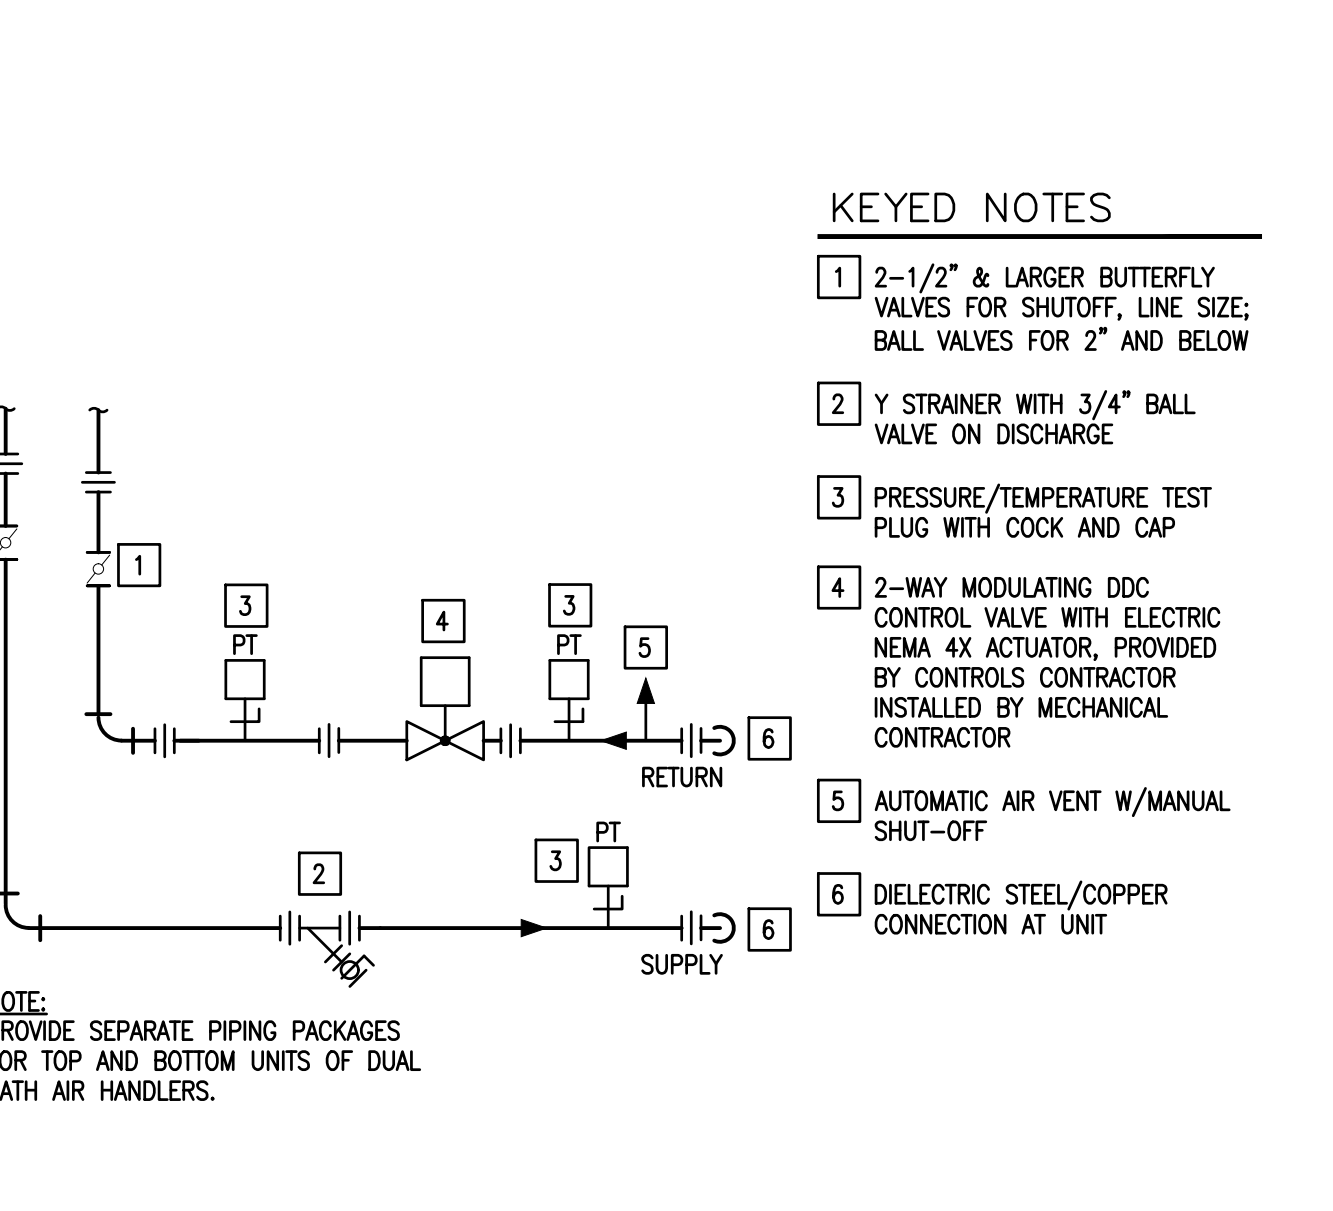 KEYED NOTES
1 2-1/2" & LARGER BUTTERFLY
VALVES FOR SHUTOFF, LINE SIZE;
BALL VALVES FOR 2" AND BELOW
2 Y STRAINER WITH 3/4" BALL
VALVE ON DISCHARGE
3 PRESSURE/TEMPERATURE TEST
PLUG WITH COCK AND CAP
4 2-WAY MODULATING DDC
CONTROL VALVE WITH ELECTRIC
NEMA 4X ACTUATOR, PROVIDED
BY CONTROLS CONTRACTOR
INSTALLED BY MECHANICAL
CONTRACTOR
5 AUTOMATIC AIR VENT W/MANUAL
SHUT-OFF
6 DIELECTRIC STEEL/COPPER
CONNECTION AT UNIT
1
3
PT
4
3
PT
5
6
RETURN
2
3
PT
6
SUPPLY
OTE:
ROVIDE SEPARATE PIPING PACKAGES
OR TOP AND BOTTOM UNITS OF DUAL
ATH AIR HANDLERS.